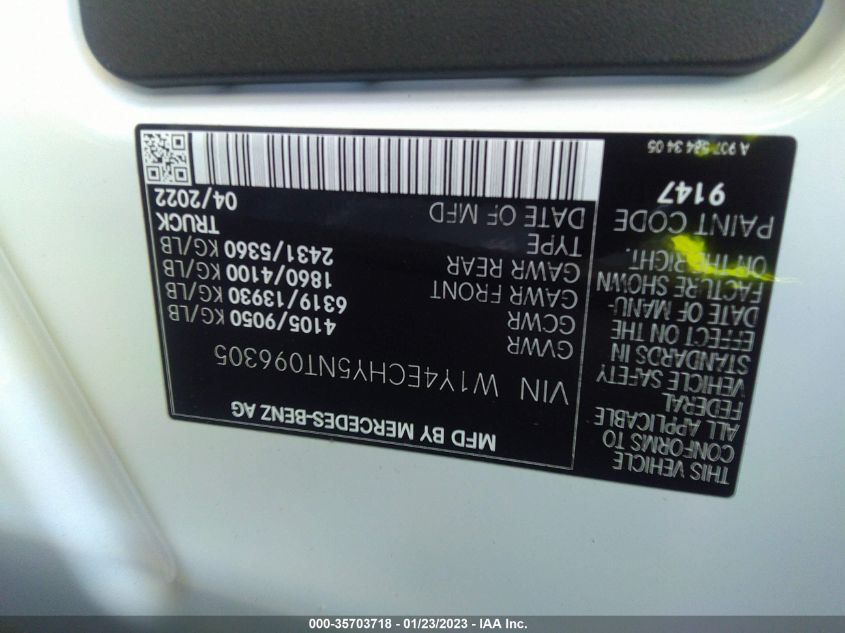 MFD BY MERCEDES-BENZ AG
VIN W1Y4ECHY5NT096305
GVWR 4105/9050 KG/LB
GCWR 6319/13930 KG/LB
GAWR FRONT 1860/4100 KG/LB
GAWR REAR 2431/5360 KG/LB
TYPE TRUCK
DATE OF MFD 04/2022
THIS VEHICLE
CONFORMS TO
ALL APPLICABLE
FEDERAL
VEHICLE SAFETY
STANDARDS IN
EFFECT ON THE
DATE OF MANU-
FACTURE SHOWN
ON THE RIGHT.
PAINT CODE
9147
A 907 584 34 05
000-35703718 - 01/23/2023 - IAA Inc.